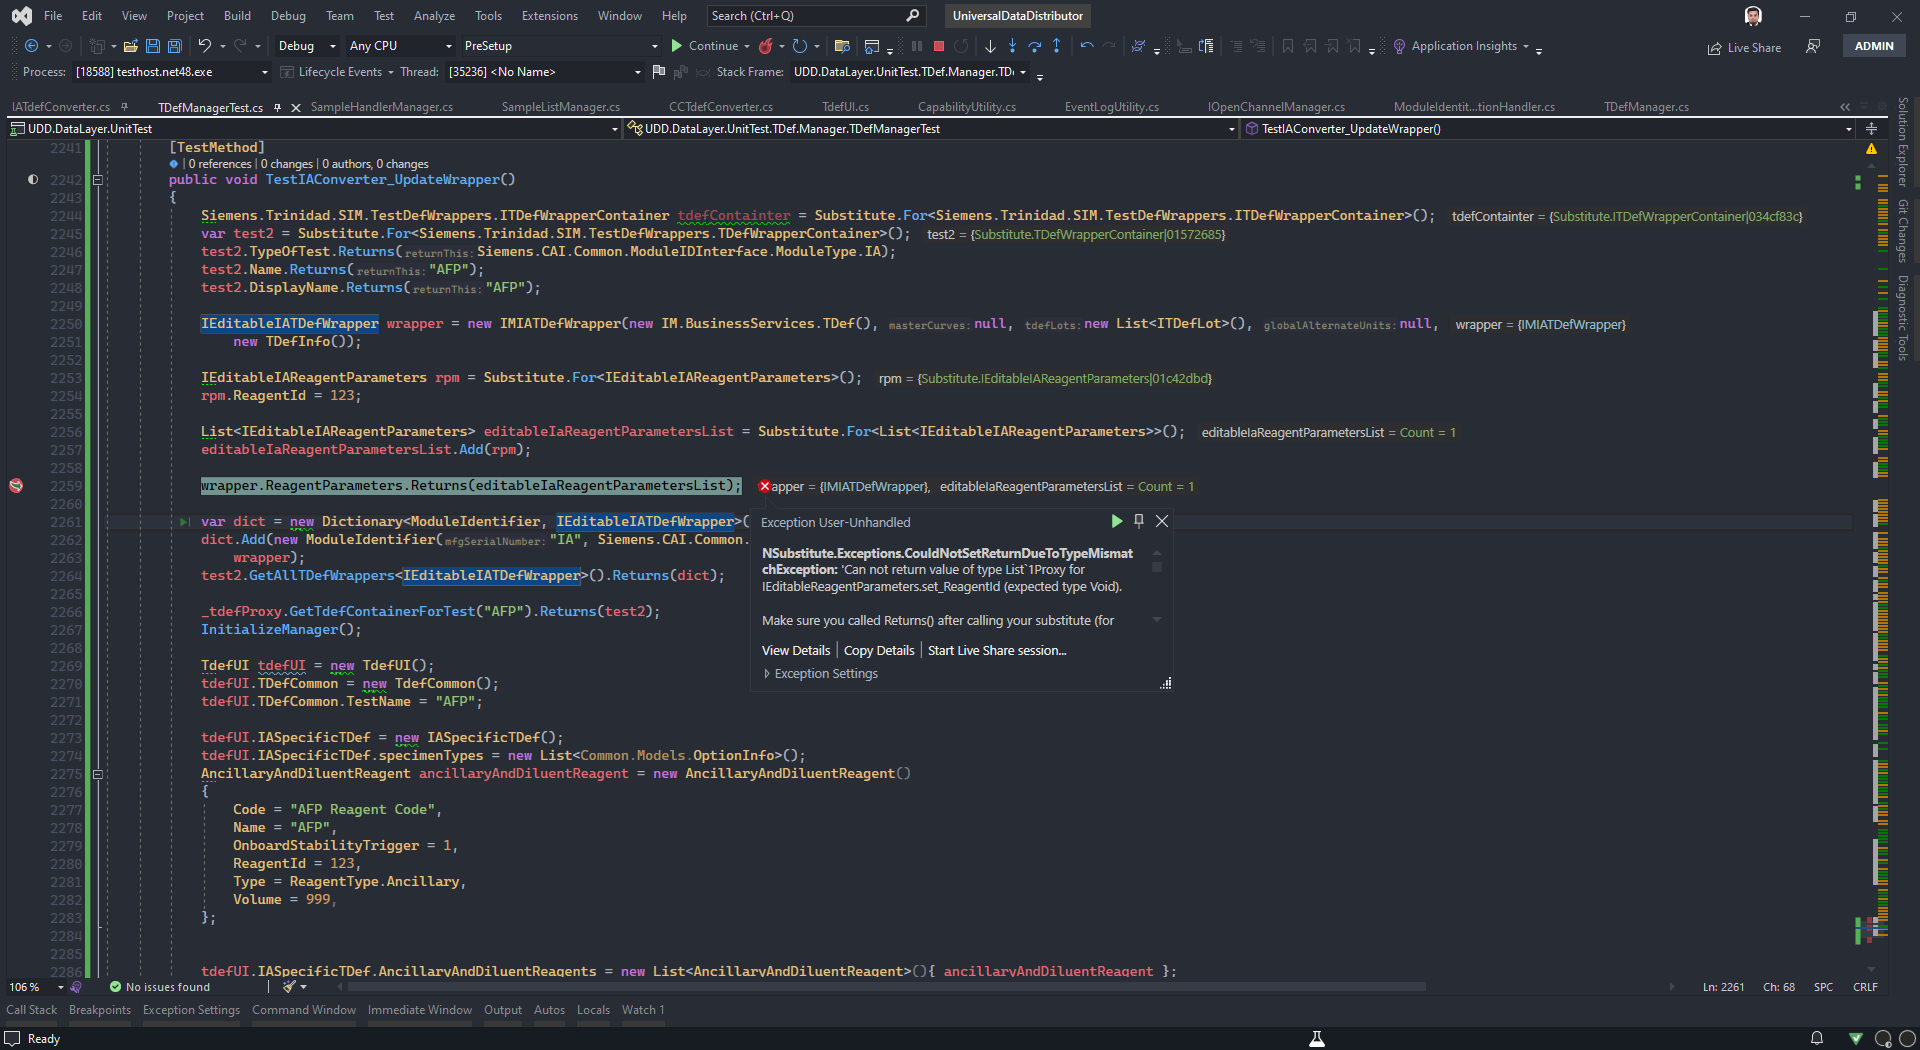 File Edit View Project Build Debug Team Test Analyze Tools Extensions Window Help Search (Ctrl+Q) UniversalDataDistributor
Debug Any CPU PreSetup Continue Application Insights Live Share ADMIN
Process: [18588] testhost.net48.exe Lifecycle Events Thread: [35236] <No Name> Stack Frame: UDD.DataLayer.UnitTest.TDef.Manager.TD
IATdefConverter.cs TDefManagerTest.cs SampleHandlerManager.cs SampleListManager.cs CCTdefConverter.cs TdefUI.cs CapabilityUtility.cs EventLogUtility.cs IOpenChannelManager.cs ModuleIdentit...tionHandler.cs TDefManager.cs
UDD.DataLayer.UnitTest UDD.DataLayer.UnitTest.TDef.Manager.TDefManagerTest TestIAConverter_UpdateWrapper()
2241 [TestMethod]
| 0 references | 0 changes | 0 authors, 0 changes
2242 public void TestIAConverter_UpdateWrapper()
2243 {
2244 Siemens.Trinidad.SIM.TestDefWrappers.ITDefWrapperContainer tdefContainter = Substitute.For<Siemens.Trinidad.SIM.TestDefWrappers.ITDefWrapperContainer>(); tdefContainter = {Substitute.ITDefWrapperContainer|034cf83c}
2245 var test2 = Substitute.For<Siemens.Trinidad.SIM.TestDefWrappers.TDefWrapperContainer>(); test2 = {Substitute.TDefWrapperContainer|01572685}
2246 test2.TypeOfTest.Returns(returnThis: Siemens.CAI.Common.ModuleIDInterface.ModuleType.IA);
2247 test2.Name.Returns(returnThis: "AFP");
2248 test2.DisplayName.Returns(returnThis: "AFP");
2249
2250 IEditableIATDefWrapper wrapper = new IMIATDefWrapper(new IM.BusinessServices.TDef(), masterCurves: null, tdefLots: new List<ITDefLot>(), globalAlternateUnits: null, wrapper = {IMIATDefWrapper}
2251 new TDefInfo());
2252
2253 IEditableIAReagentParameters rpm = Substitute.For<IEditableIAReagentParameters>(); rpm = {Substitute.IEditableIAReagentParameters|01c42dbd}
2254 rpm.ReagentId = 123;
2255
2256 List<IEditableIAReagentParameters> editableIaReagentParametersList = Substitute.For<List<IEditableIAReagentParameters>>(); editableIaReagentParametersList = Count = 1
2257 editableIaReagentParametersList.Add(rpm);
2258
2259 wrapper.ReagentParameters.Returns(editableIaReagentParametersList); apper = {IMIATDefWrapper}, editableIaReagentParametersList = Count = 1
2260
2261 var dict = new Dictionary<ModuleIdentifier, IEditableIATDefWrapper>(
2262 dict.Add(new ModuleIdentifier(mfgSerialNumber: "IA", Siemens.CAI.Common.
2263 wrapper);
2264 test2.GetAllTDefWrappers<IEditableIATDefWrapper>().Returns(dict);
2265
2266 _tdefProxy.GetTdefContainerForTest("AFP").Returns(test2);
2267 InitializeManager();
2268
2269 TdefUI tdefUI = new TdefUI();
2270 tdefUI.TDefCommon = new TdefCommon();
2271 tdefUI.TDefCommon.TestName = "AFP";
2272
2273 tdefUI.IASpecificTDef = new IASpecificTDef();
2274 tdefUI.IASpecificTDef.specimenTypes = new List<Common.Models.OptionInfo>();
2275 AncillaryAndDiluentReagent ancillaryAndDiluentReagent = new AncillaryAndDiluentReagent()
2276 {
2277 Code = "AFP Reagent Code",
2278 Name = "AFP",
2279 OnboardStabilityTrigger = 1,
2280 ReagentId = 123,
2281 Type = ReagentType.Ancillary,
2282 Volume = 999,
2283 };
2284
2285
2286 tdefUI.IASpecificTDef.AncillaryAndDiluentReagents = new List<AncillaryAndDiluentReagent>(){ ancillaryAndDiluentReagent };
Exception User-Unhandled
NSubstitute.Exceptions.CouldNotSetReturnDueToTypeMismat
chException: 'Can not return value of type List`1Proxy for
IEditableReagentParameters.set_ReagentId (expected type Void).
Make sure you called Returns() after calling your substitute (for
View Details | Copy Details | Start Live Share session...
Exception Settings
Solution Explorer
Git Changes
Diagnostic Tools
106 % No issues found Ln: 2261 Ch: 68 SPC CRLF
Call Stack Breakpoints Exception Settings Command Window Immediate Window Output Autos Locals Watch 1
Ready